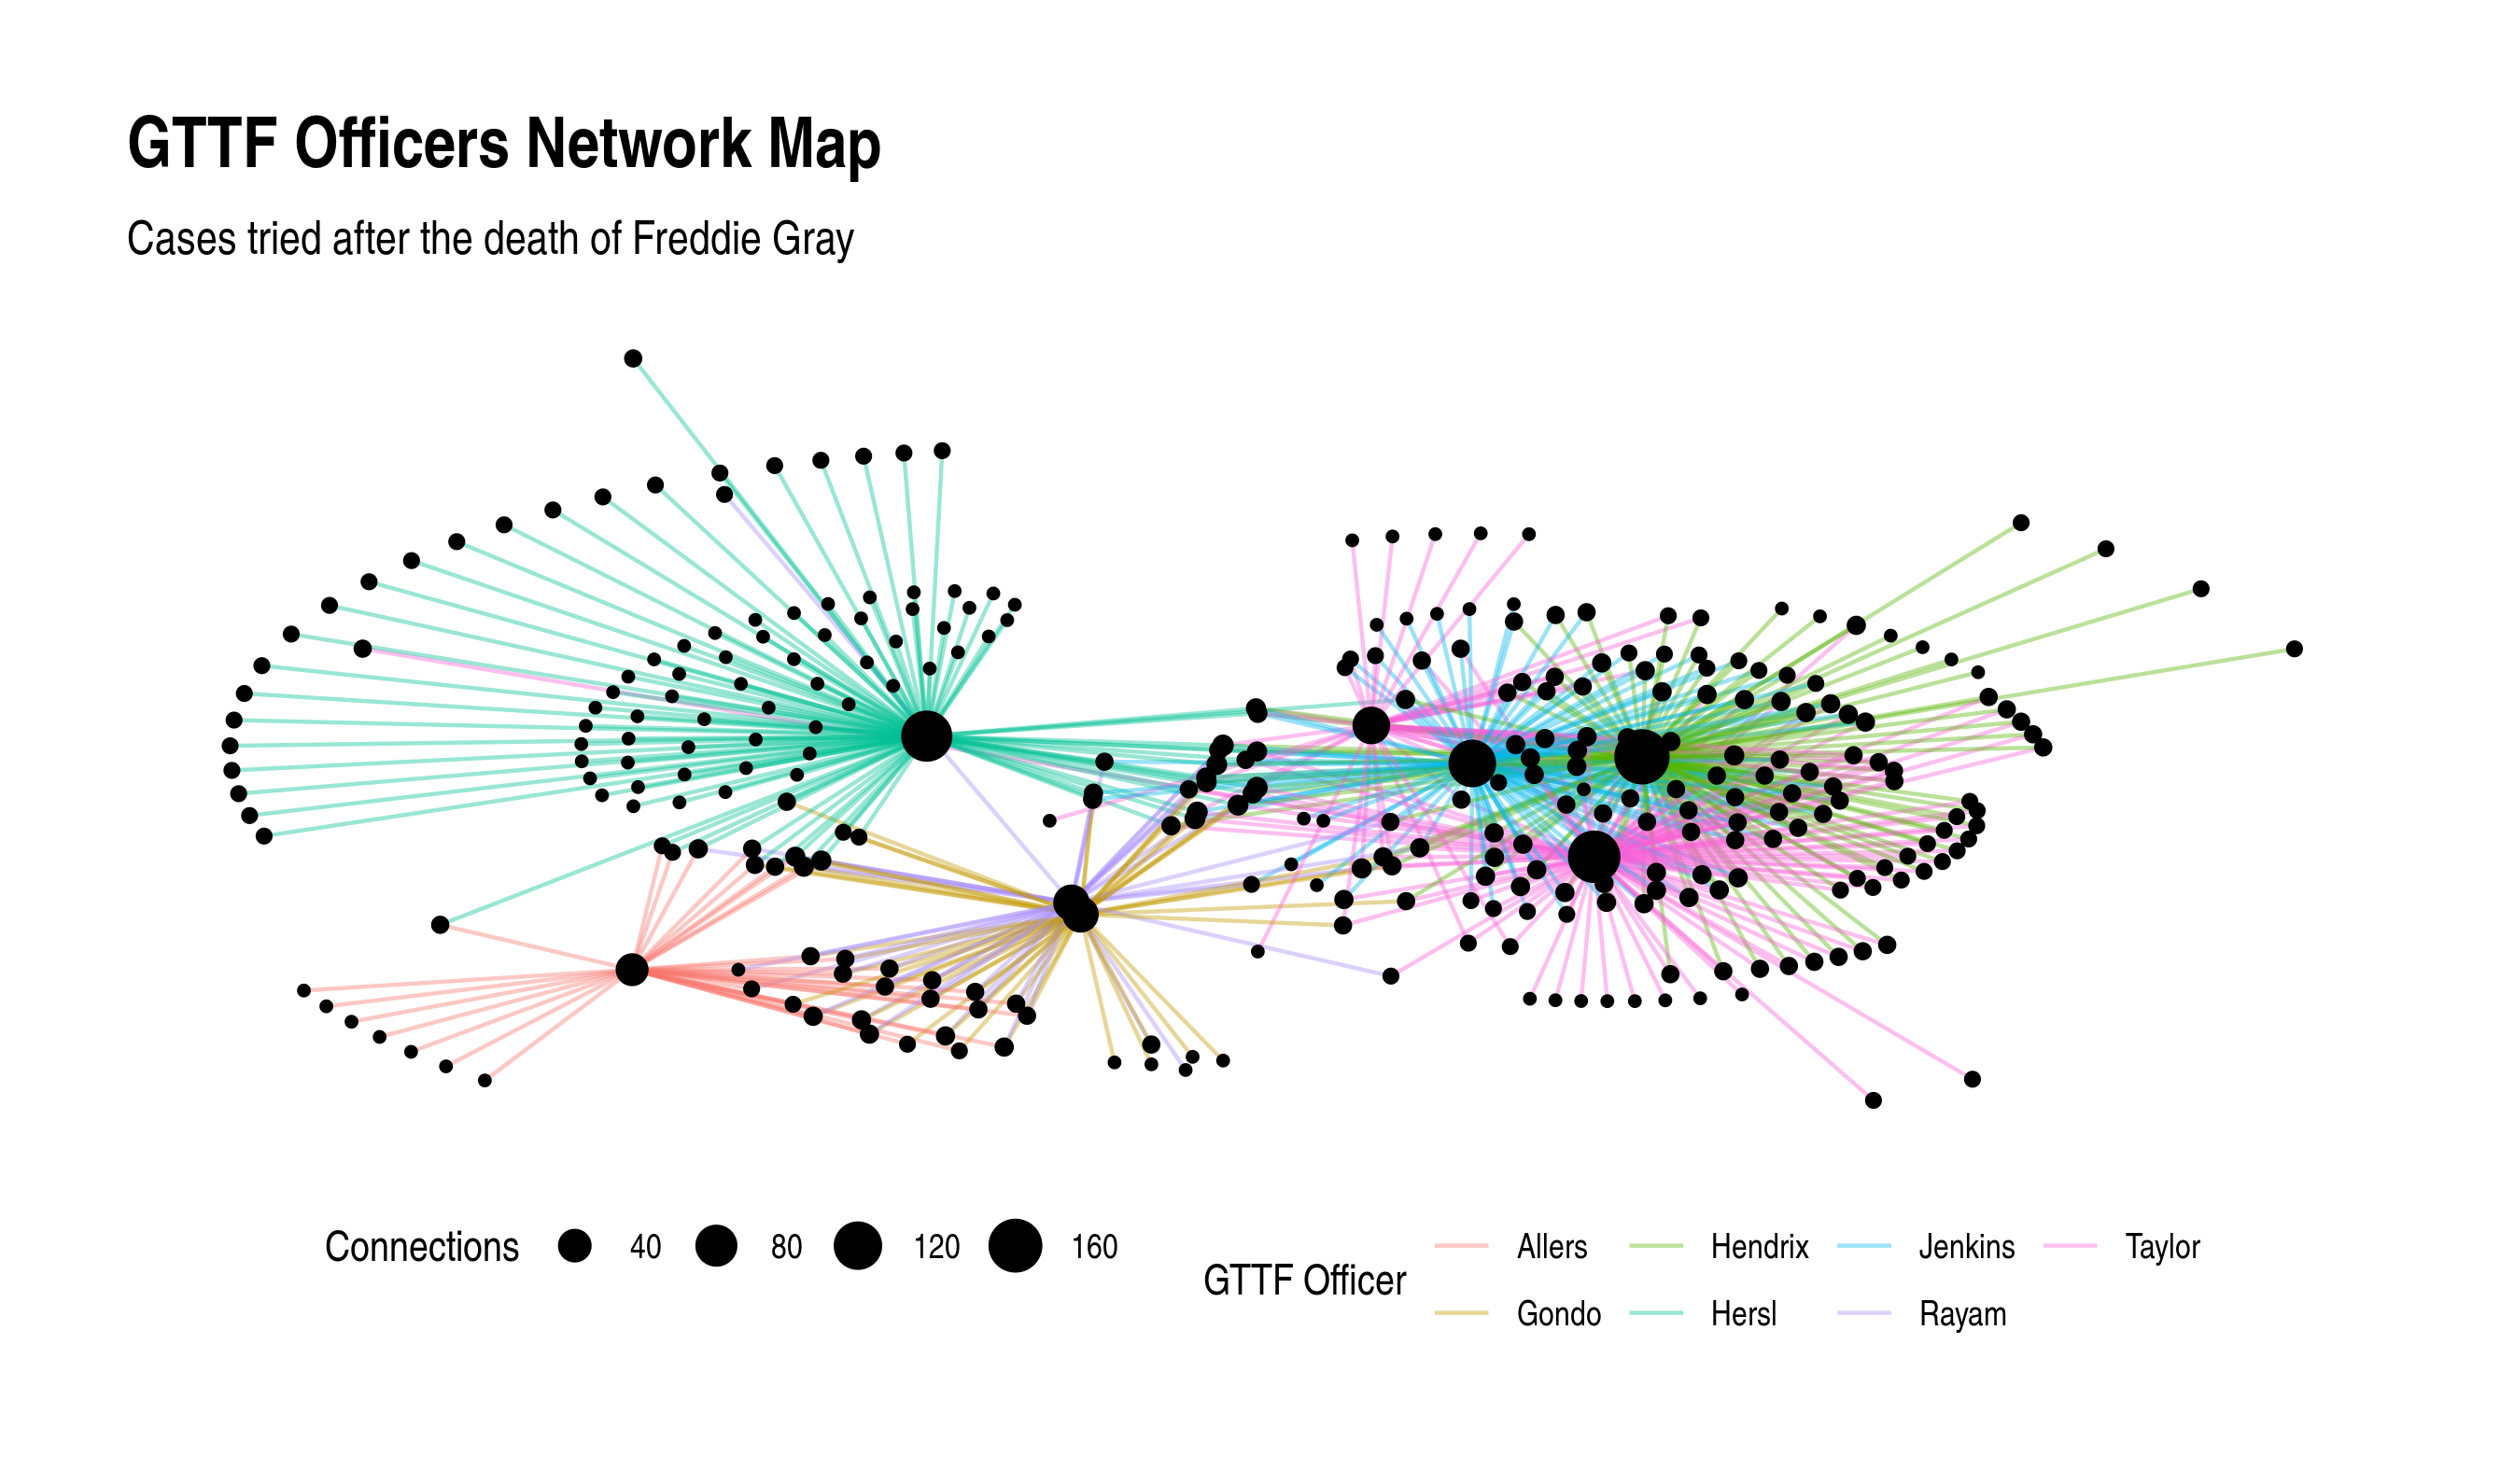 GTTF Officers Network Map
Cases tried after the death of Freddie Gray
Connections 40 80 120 160
GTTF Officer
Allers Hendrix Jenkins Taylor
Gondo Hersl Rayam